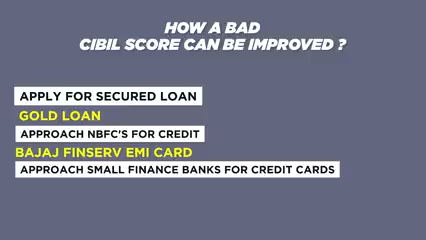 HOW A BAD
CIBIL SCORE CAN BE IMPROVED ?
APPLY FOR SECURED LOAN
GOLD LOAN
APPROACH NBFC'S FOR CREDIT
BAJAJ FINSERV EMI CARD
APPROACH SMALL FINANCE BANKS FOR CREDIT CARDS